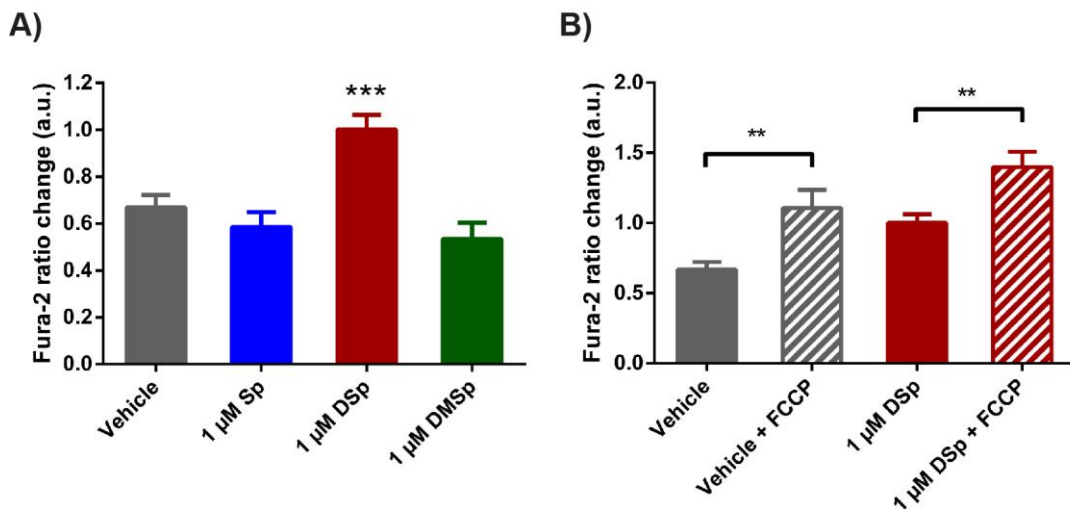 A)
Fura-2 ratio change (a.u.)
1.2
1.0
0.8
0.6
0.4
0.2
0.0
***
Vehicle
1 µM Sp
1 µM DSp
1 µM DMSp
B)
Fura-2 ratio change (a.u.)
2.0
1.5
1.0
0.5
0.0
**
**
Vehicle
Vehicle + FCCP
1 µM DSp
1 µM DSp + FCCP